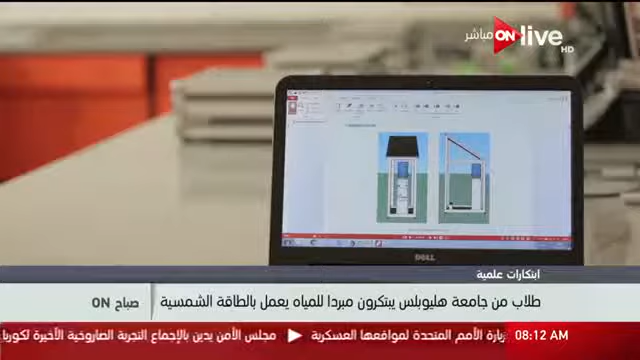 مباشر ON live HD
DELL
ابتكارات علمية
طلاب من جامعة هليوبلس يبتكرون مبردا للمياه يعمل بالطاقة الشمسية
صباح ON
زيارة الأمم المتحدة لمواقعها العسكرية مجلس الأمن يدين بالإجماع التجربة الصاروخية الأخيرة لكوريا
08:12 AM